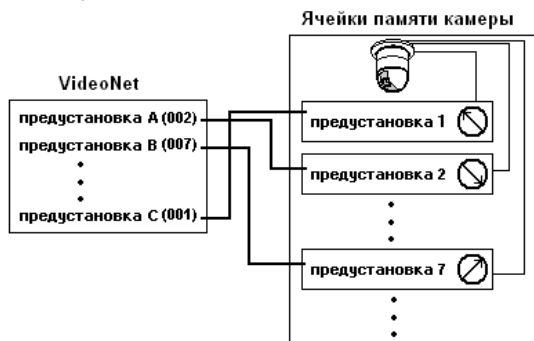 Ячейки памяти камеры
VideoNet
предустановка A (002)
предустановка B (007)
предустановка C (001)
предустановка 1
предустановка 2
предустановка 7